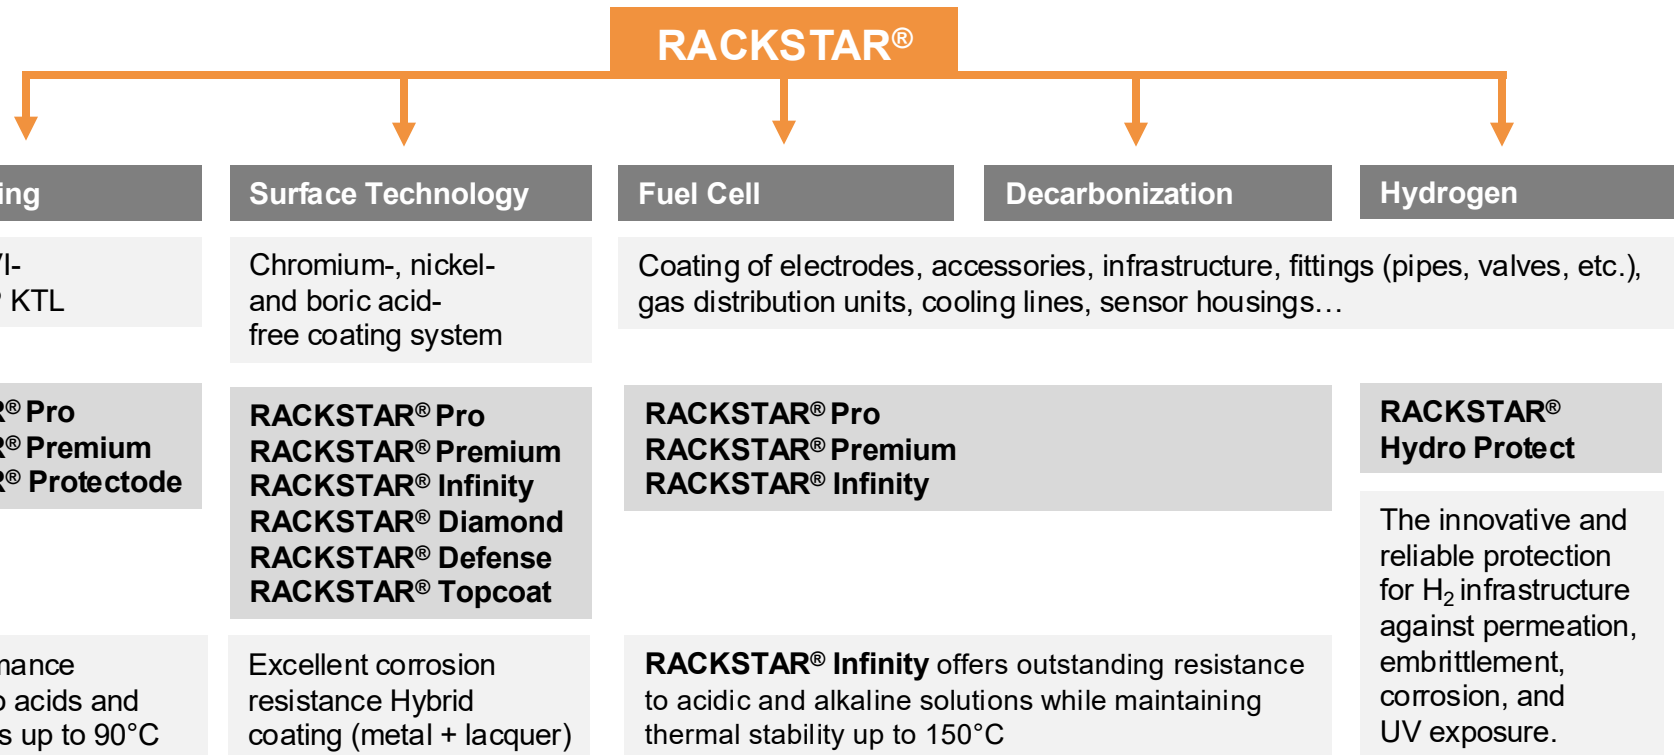 RACKSTAR®
Surface Technology
Fuel Cell
Decarbonization
Hydrogen
KTL
Chromium-, nickel-
and boric acid-
free coating system
Coating of electrodes, accessories, infrastructure, fittings (pipes, valves, etc.),
gas distribution units, cooling lines, sensor housings…
® Pro
® Premium
® Protectode
RACKSTAR® Pro
RACKSTAR® Premium
RACKSTAR® Infinity
RACKSTAR® Diamond
RACKSTAR® Defense
RACKSTAR® Topcoat
RACKSTAR® Pro
RACKSTAR® Premium
RACKSTAR® Infinity
RACKSTAR®
Hydro Protect
The innovative and
reliable protection
for H₂ infrastructure
against permeation,
embrittlement,
corrosion, and
UV exposure.
acids and
up to 90°C
Excellent corrosion
resistance Hybrid
coating (metal + lacquer)
RACKSTAR® Infinity offers outstanding resistance
to acidic and alkaline solutions while maintaining
thermal stability up to 150°C